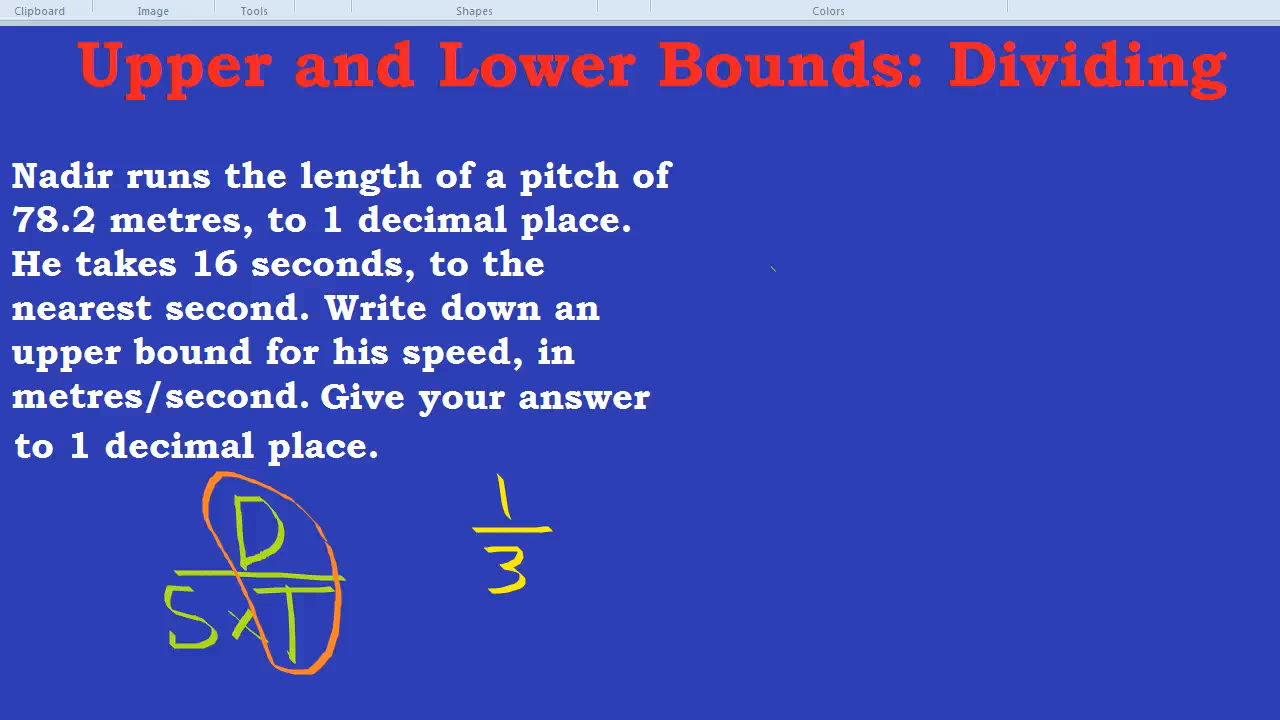 Clipboard Image Tools Shapes Colors
Upper and Lower Bounds: Dividing
Nadir runs the length of a pitch of
78.2 metres, to 1 decimal place.
He takes 16 seconds, to the
nearest second. Write down an
upper bound for his speed, in
metres/second. Give your answer
to 1 decimal place.
D
S x T
1
3